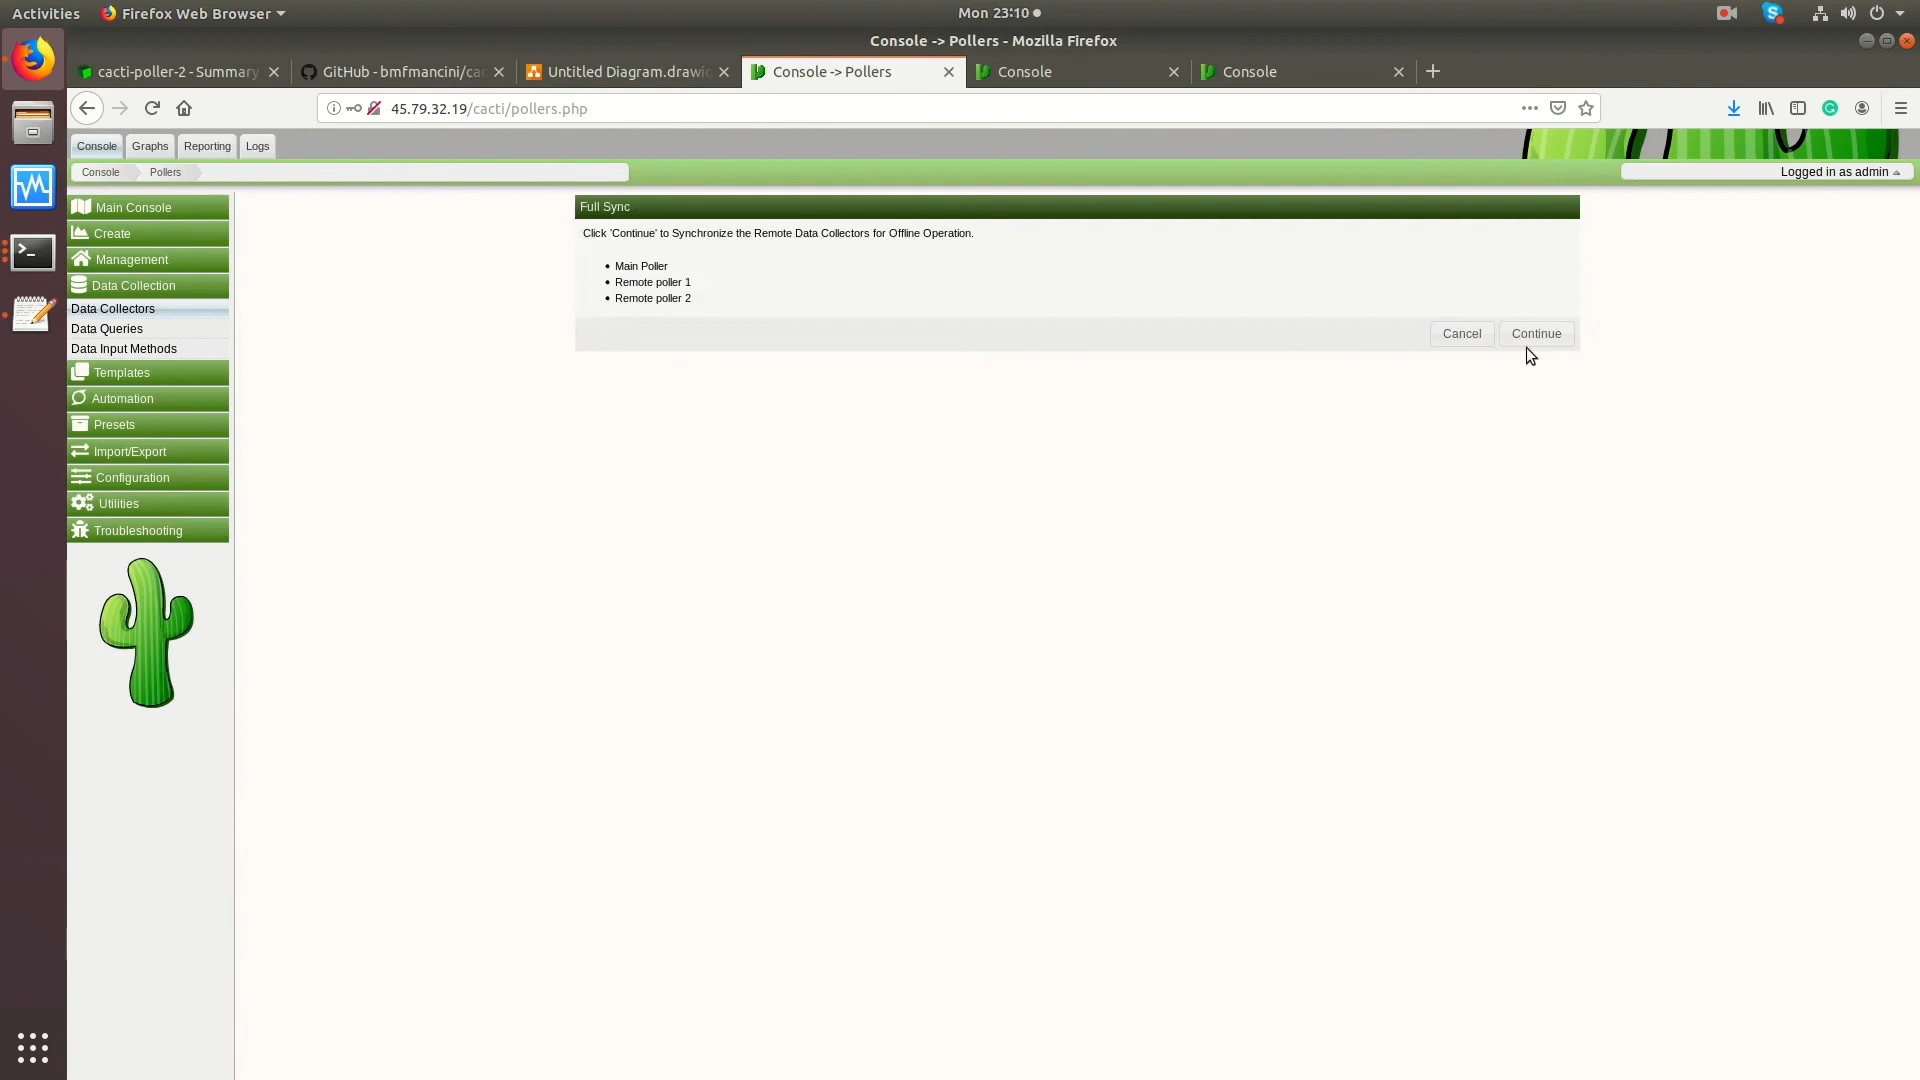 Activities
Firefox Web Browser
Mon 23:10
Console -> Pollers - Mozilla Firefox
cacti-poller-2 - Summary
GitHub - bmfmancini/cac
Untitled Diagram.drawio
Console -> Pollers
Console
Console
45.79.32.19/cacti/pollers.php
Console
Graphs
Reporting
Logs
Console
Pollers
Logged in as admin
Main Console
Create
Management
Data Collection
Data Collectors
Data Queries
Data Input Methods
Templates
Automation
Presets
Import/Export
Configuration
Utilities
Troubleshooting
Full Sync
Click 'Continue' to Synchronize the Remote Data Collectors for Offline Operation.
• Main Poller
• Remote poller 1
• Remote poller 2
Cancel
Continue